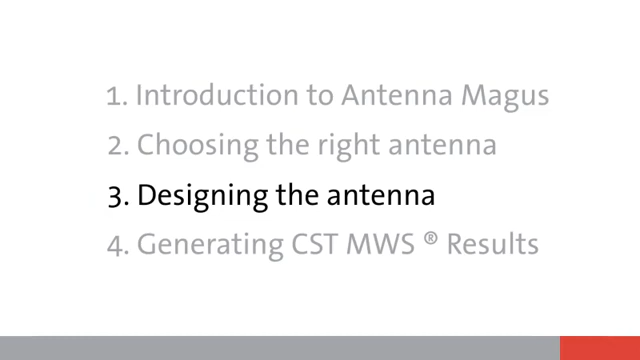 1. Introduction to Antenna Magus
2. Choosing the right antenna
3. Designing the antenna
4. Generating CST MWS ® Results